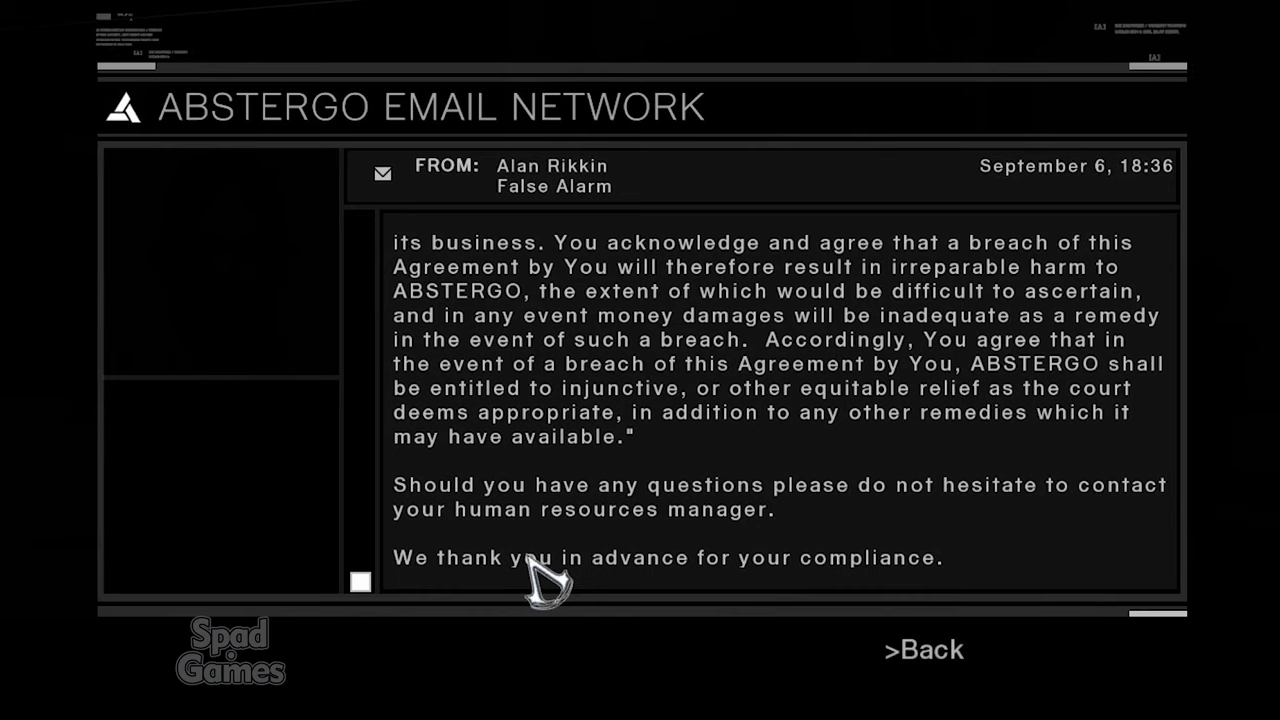 ABSTERGO EMAIL NETWORK
FROM: Alan Rikkin
September 6, 18:36
False Alarm
its business. You acknowledge and agree that a breach of this
Agreement by You will therefore result in irreparable harm to
ABSTERGO, the extent of which would be difficult to ascertain,
and in any event money damages will be inadequate as a remedy
in the event of such a breach.  Accordingly, You agree that in
the event of a breach of this Agreement by You, ABSTERGO shall
be entitled to injunctive, or other equitable relief as the court
deems appropriate, in addition to any other remedies which it
may have available."
Should you have any questions please do not hesitate to contact
your human resources manager.
We thank you in advance for your compliance.
Spad
Games
>Back